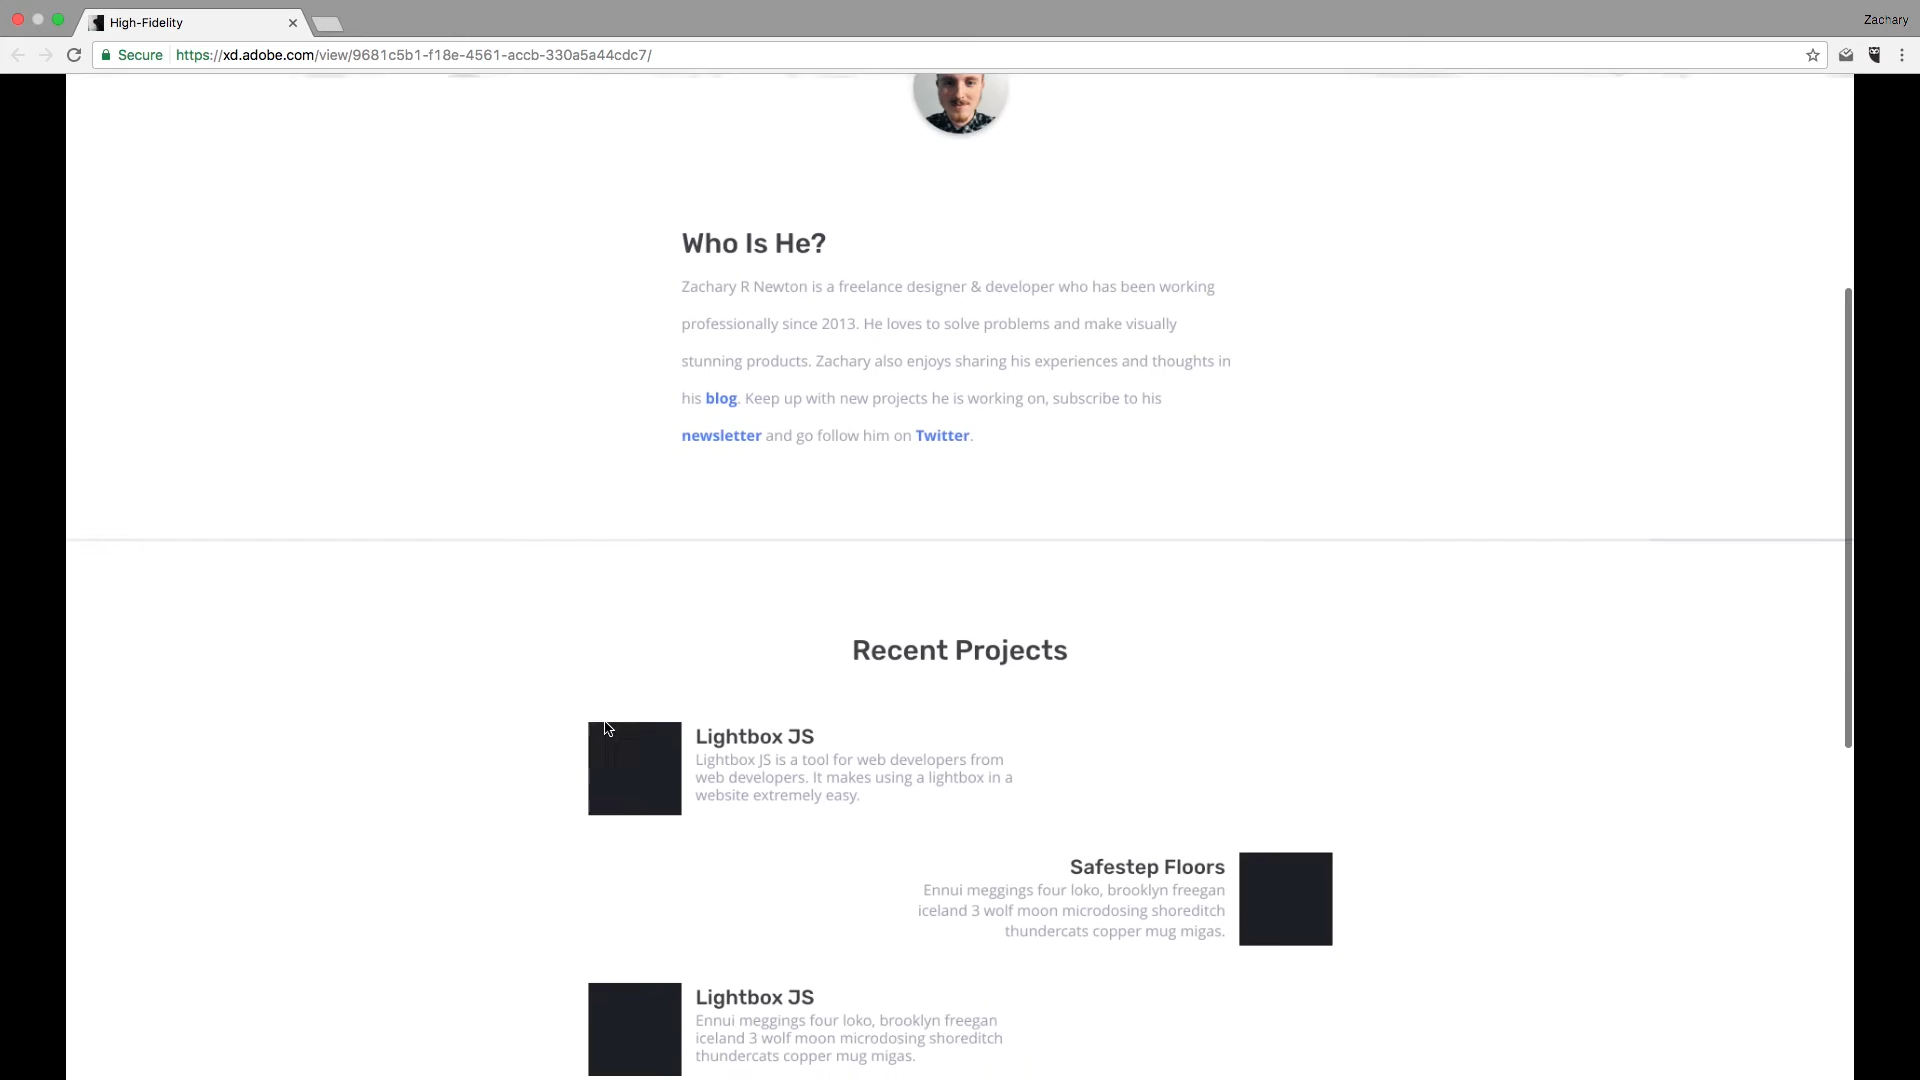 High-Fidelity
Zachary
Secure https://xd.adobe.com/view/9681c5b1-f18e-4561-accb-330a5a44cdc7/
Who Is He?
Zachary R Newton is a freelance designer & developer who has been working
professionally since 2013. He loves to solve problems and make visually
stunning products. Zachary also enjoys sharing his experiences and thoughts in
his blog. Keep up with new projects he is working on, subscribe to his
newsletter and go follow him on Twitter.
Recent Projects
Lightbox JS
Lightbox JS is a tool for web developers from
web developers. It makes using a lightbox in a
website extremely easy.
Safestep Floors
Ennui meggings four loko, brooklyn freegan
iceland 3 wolf moon microdosing shoreditch
thundercats copper mug migas.
Lightbox JS
Ennui meggings four loko, brooklyn freegan
iceland 3 wolf moon microdosing shoreditch
thundercats copper mug migas.